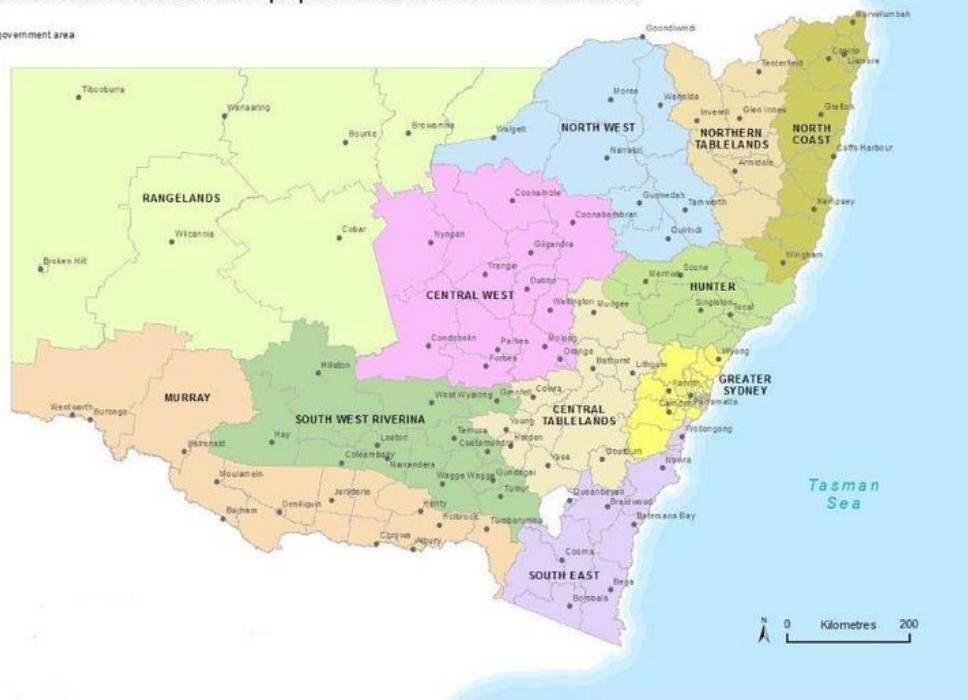 government area
Murwillumbah
Goondiwindi
Casino
Lismore
Tenterfield
Tibooburra
Moree
Warialda
Wanaaring
Inverell
Glen Innes
Grafton
Bourke
Brewarrina
Walgett
NORTH WEST
NORTHERN
TABLELANDS
NORTH
COAST
Coffs Harbour
Narrabri
Armidale
RANGELANDS
Coonamble
Gunnedah
Tamworth
Kempsey
Coonabarabran
Wilcannia
Cobar
Nyngan
Gilgandra
Quirindi
Broken Hill
Trangie
Wingham
Merriwa
Scone
Dubbo
HUNTER
CENTRAL WEST
Wellington
Mudgee
Singleton
Tocal
Condobolin
Parkes
Molong
Forbes
Orange
Wyong
Hillston
Bathurst
Lithgow
Penrith
GREATER
SYDNEY
MURRAY
West Wyalong
Grenfell
Cowra
Camden
Parramatta
Wentworth
Buronga
SOUTH WEST RIVERINA
CENTRAL
TABLELANDS
Wollongong
Young
Hay
Leeton
Temora
Cootamundra
Harden
Balranald
Coleambally
Narrandera
Yass
Goulburn
Nowra
Moulamein
Wagga Wagga
Gundagai
Tumut
Queanbeyan
Braidwood
Tasman
Sea
Jerilderie
Deniliquin
Barham
Henty
Holbrook
Tumbarumba
Batemans Bay
Corowa
Albury
Cooma
SOUTH EAST
Bega
Bombala
N
0 Kilometres 200